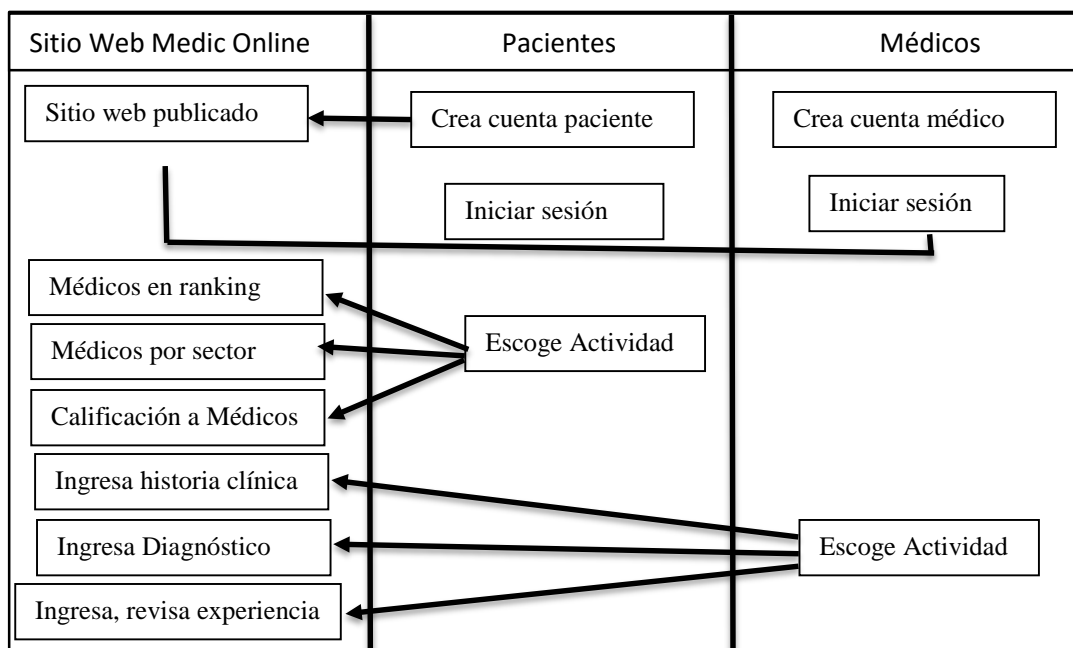 Sitio Web Medic Online
Pacientes
Médicos
Sitio web publicado
Crea cuenta paciente
Crea cuenta médico
Iniciar sesión
Iniciar sesión
Médicos en ranking
Médicos por sector
Escoge Actividad
Calificación a Médicos
Ingresa historia clínica
Ingresa Diagnóstico
Escoge Actividad
Ingresa, revisa experiencia